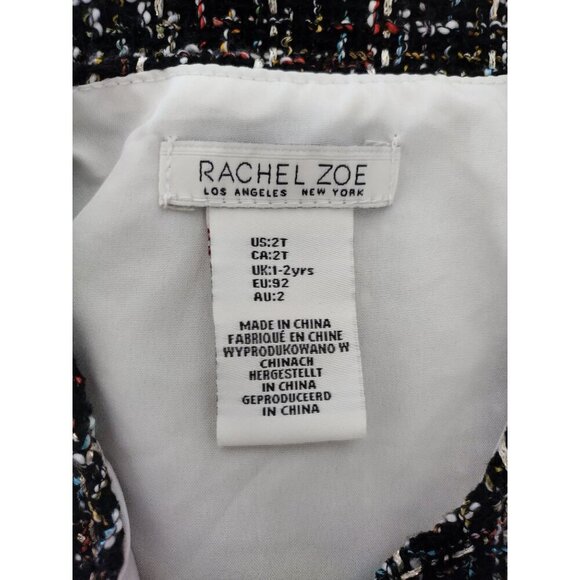 RACHEL ZOE
LOS ANGELES NEW YORK
US:2T
CA:2T
UK:1-2yrs
EU:92
AU:2
MADE IN CHINA
FABRIQUÉ EN CHINE
WYPRODUKOWANO W
CHINACH
HERGESTELLT
IN CHINA
GEPRODUCEERD
IN CHINA